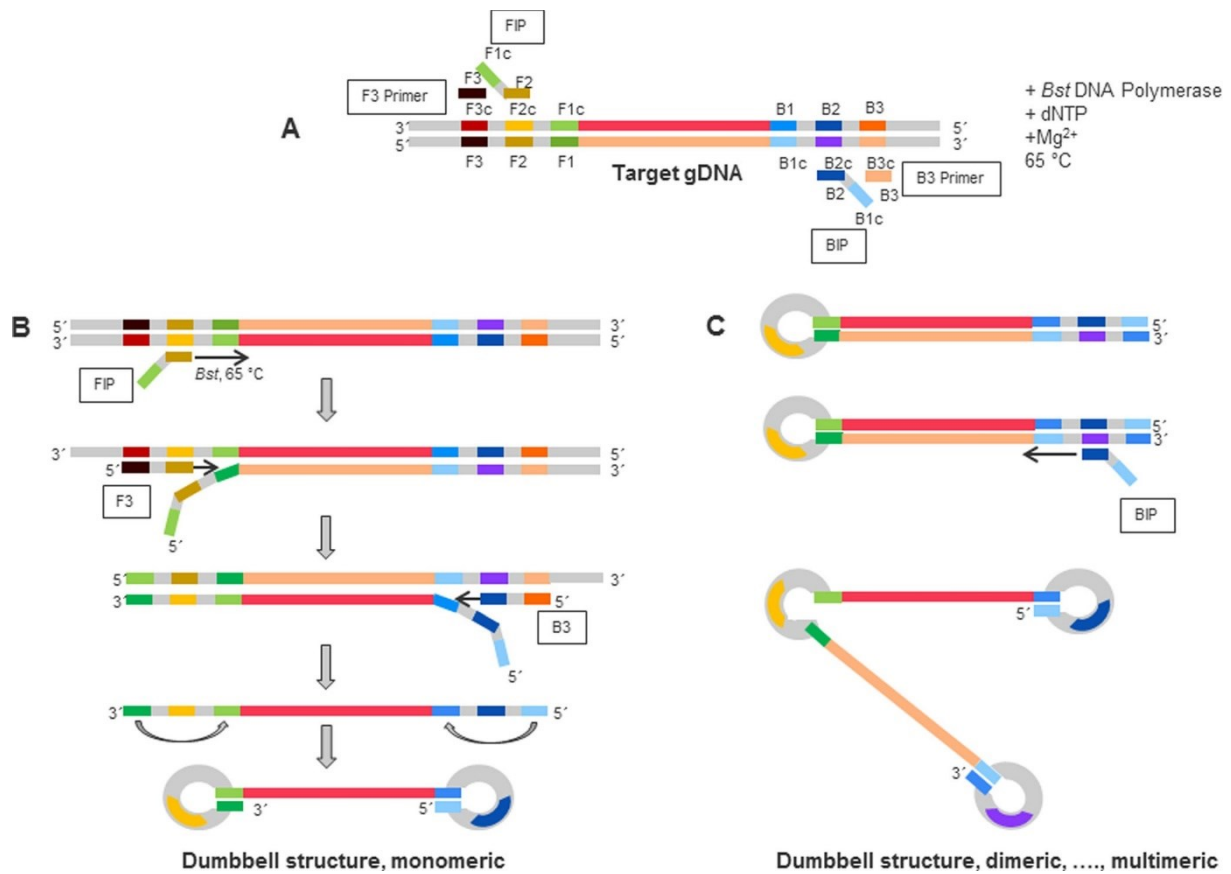 FIP
F1c
F3 F2
F3 Primer
A
F3c F2c F1c B1 B2 B3
3´ 5´
5´ 3´
F3 F2 F1 Target gDNA B1c B2c B3c
B3 Primer
B2 B3
B1c
BIP
+ Bst DNA Polymerase
+ dNTP
+Mg2+
65 °C
B
5´ 3´
3´ 5´
FIP
Bst, 65 °C
3´ 5´
5´ 3´
F3
5´
5´ 3´
3´ 5´
B3
5´
3´ 5´
3´ 5´
Dumbbell structure, monomeric
C
5´
3´
5´
3´
BIP
5´
3´
Dumbbell structure, dimeric, …., multimeric